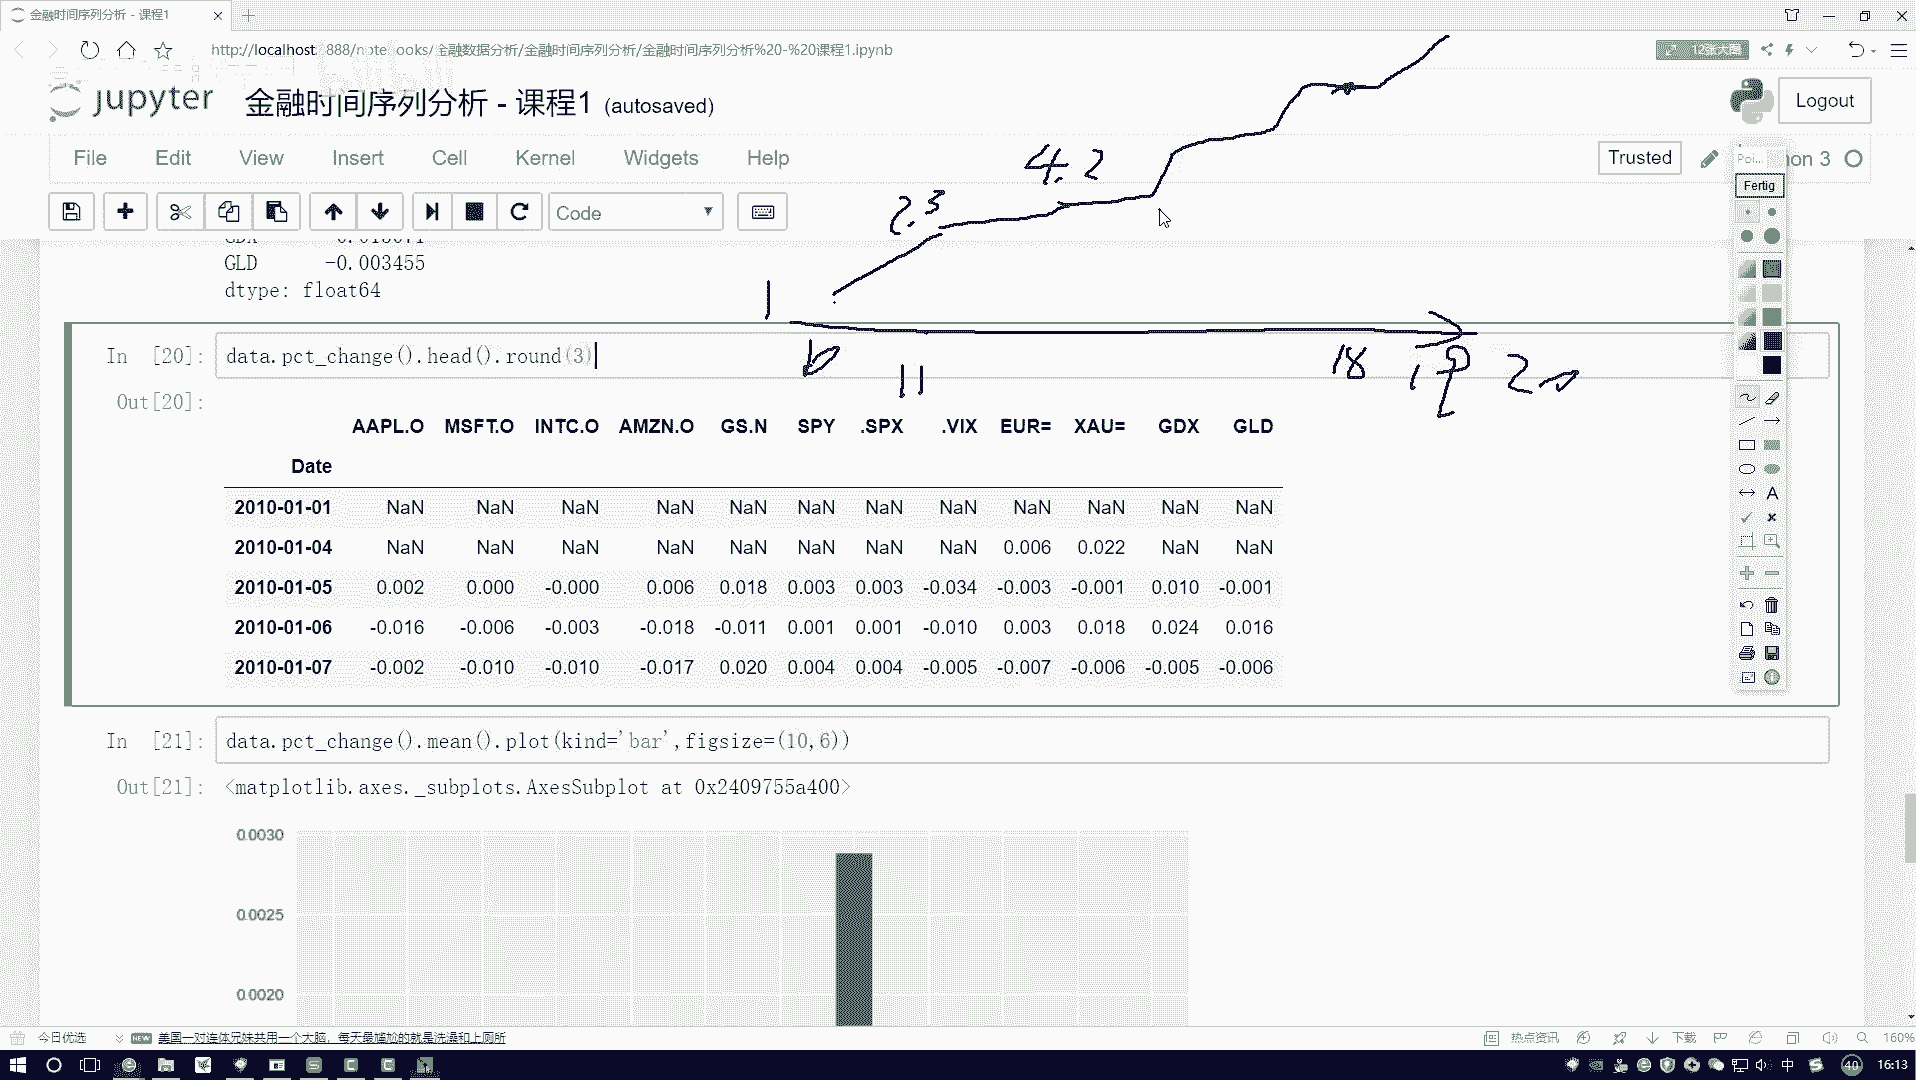 金融时间序列分析 - 课程1
http://localhost:8888/notebooks/金融数据分析/金融时间序列分析/金融时间序列分析%20-%20课程1.ipynb
12张大图
jupyter 金融时间序列分析 - 课程1 (autosaved)
Logout
File Edit View Insert Cell Kernel Widgets Help
Trusted
Code
Fertig
2.3
4.2
1
10
11
18
19
20
GLD -0.003455
dtype: float64
In [20]: data.pct_change().head().round(3)
Out[20]:
AAPL.O MSFT.O INTC.O AMZN.O GS.N SPY .SPX .VIX EUR= XAU= GDX GLD
Date
2010-01-01 NaN NaN NaN NaN NaN NaN NaN NaN NaN NaN NaN NaN
2010-01-04 NaN NaN NaN NaN NaN NaN NaN NaN 0.006 0.022 NaN NaN
2010-01-05 0.002 0.000 -0.000 0.006 0.018 0.003 0.003 -0.034 -0.003 -0.001 0.010 -0.001
2010-01-06 -0.016 -0.006 -0.003 -0.018 -0.011 0.001 0.001 -0.010 0.003 0.018 0.024 0.016
2010-01-07 -0.002 -0.010 -0.010 -0.017 0.020 0.004 0.004 -0.005 -0.007 -0.006 -0.005 -0.006
In [21]: data.pct_change().mean().plot(kind='bar',figsize=(10,6))
Out[21]: <matplotlib.axes._subplots.AxesSubplot at 0x2409755a400>
0.0030
0.0025
0.0020
今日优选
NEW 美国一对连体兄妹共用一个大脑，每天最尴尬的就是洗澡和上厕所
热点资讯
下载
160%
中
40
16:13